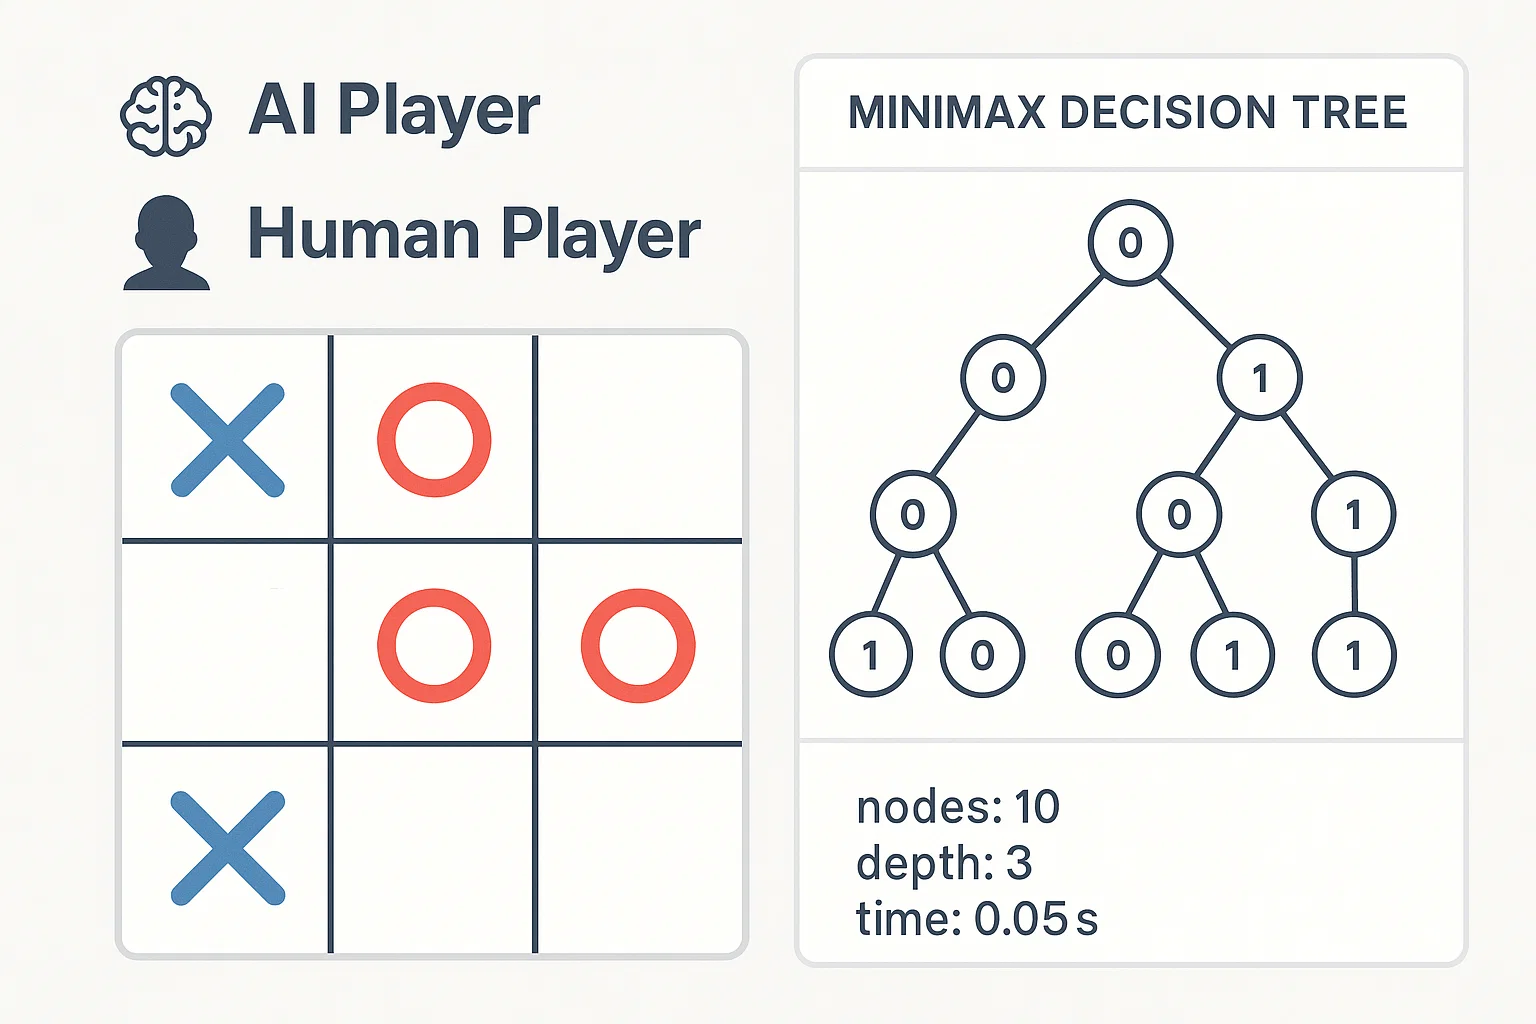 AI Player
Human Player
X O
O O
X
MINIMAX DECISION TREE
0
0 1
0 0 1
1 0 0 1 1
nodes: 10
depth: 3
time: 0.05 s